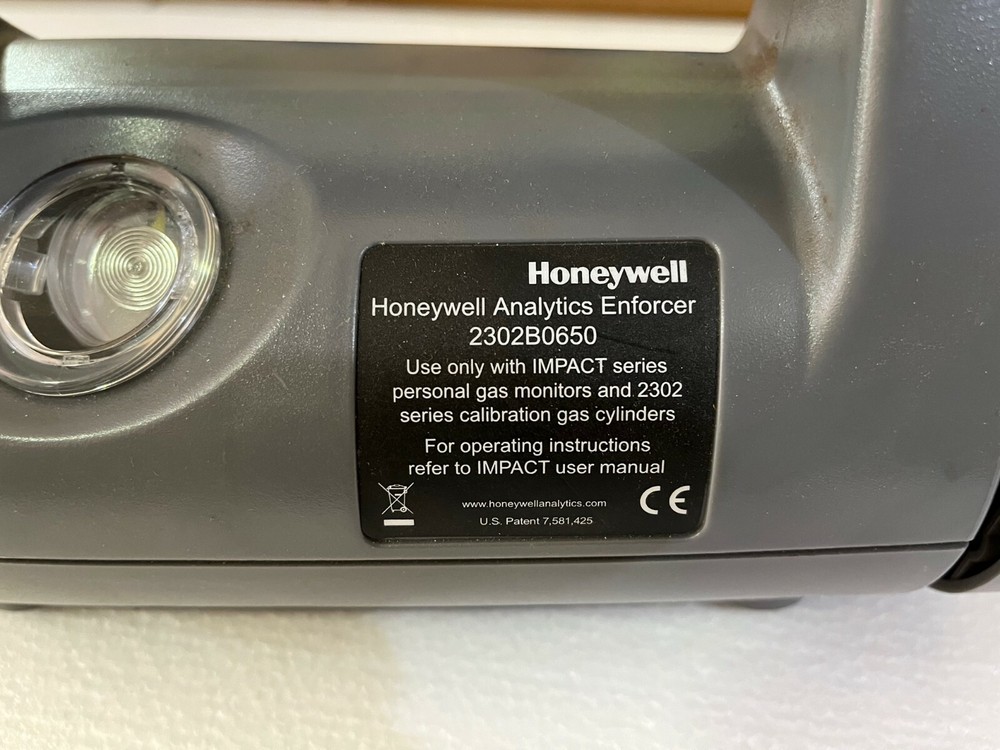 Honeywell
Honeywell Analytics Enforcer
2302B0650
Use only with IMPACT series
personal gas monitors and 2302
series calibration gas cylinders
For operating instructions
refer to IMPACT user manual
www.honeywellanalytics.com
U.S. Patent 7,581,425
CE